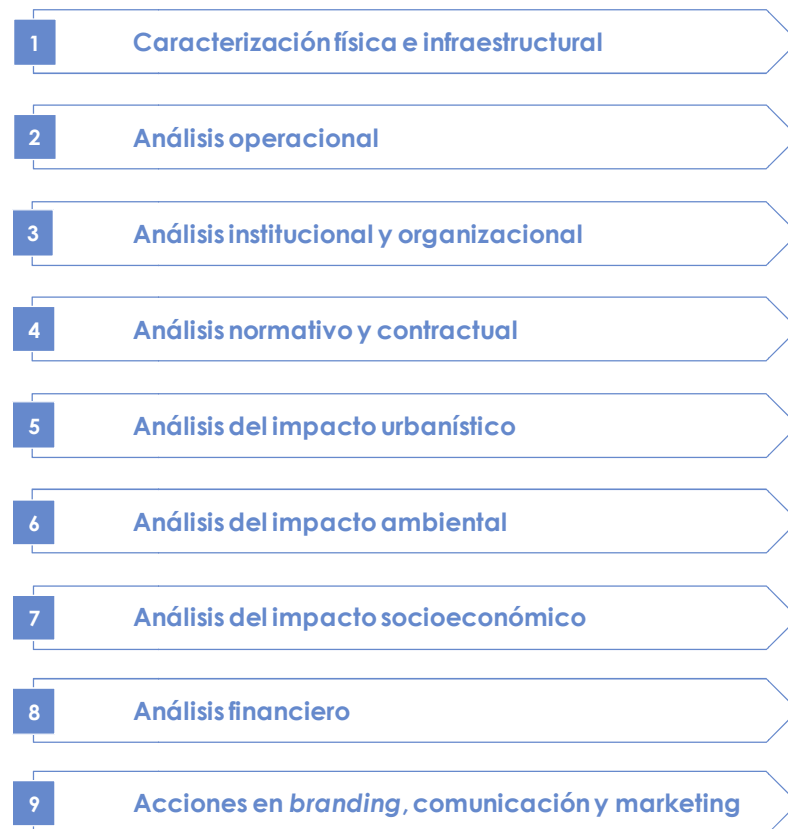 1 Caracterización física e infraestructural
2 Análisis operacional
3 Análisis institucional y organizacional
4 Análisis normativo y contractual
5 Análisis del impacto urbanístico
6 Análisis del impacto ambiental
7 Análisis del impacto socioeconómico
8 Análisis financiero
9 Acciones en branding, comunicación y marketing